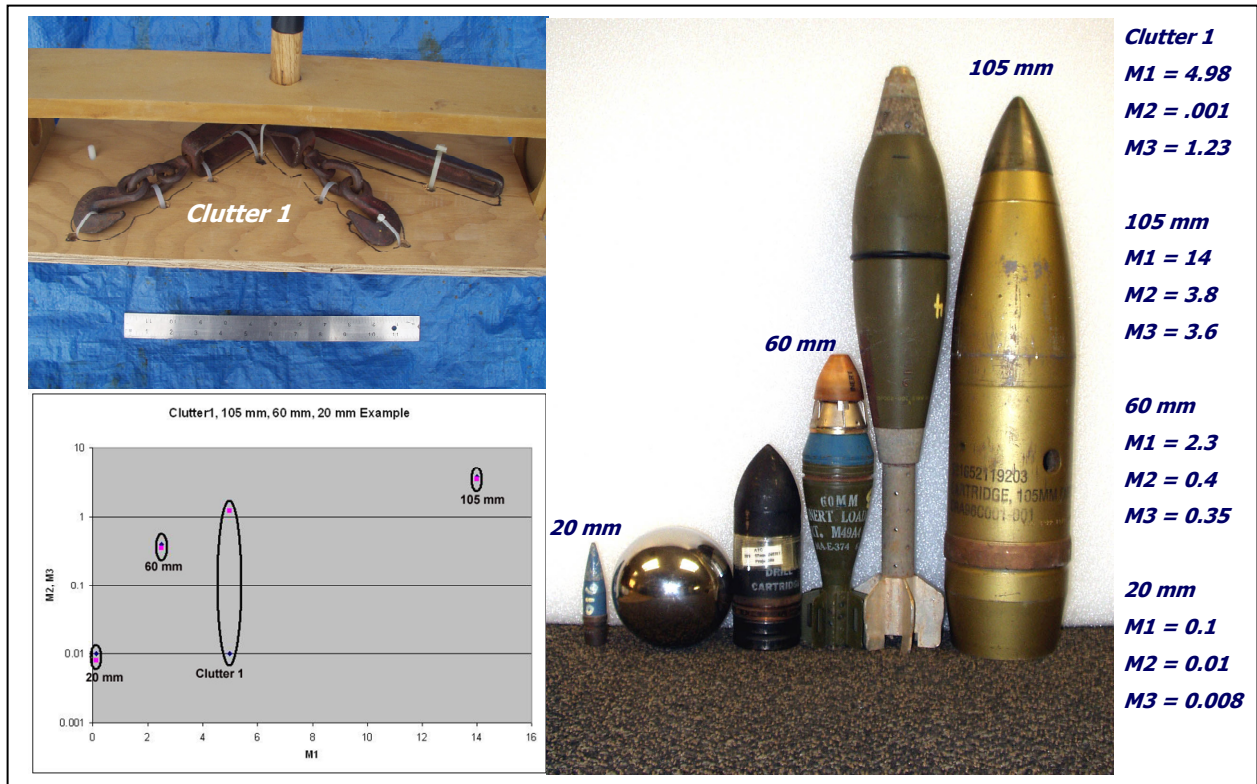 Clutter 1
Clutter1, 105 mm, 60 mm, 20 mm Example
M2, M3
10
1
0.1
0.01
0.001
0 2 4 6 8 10 12 14 16
M1
105 mm
60 mm
20 mm
Clutter 1
105 mm
60 mm
20 mm
60MM
INERT
DRILL
CARTRIDGE
105MM
Clutter 1
M1 = 4.98
M2 = .001
M3 = 1.23
105 mm
M1 = 14
M2 = 3.8
M3 = 3.6
60 mm
M1 = 2.3
M2 = 0.4
M3 = 0.35
20 mm
M1 = 0.1
M2 = 0.01
M3 = 0.008